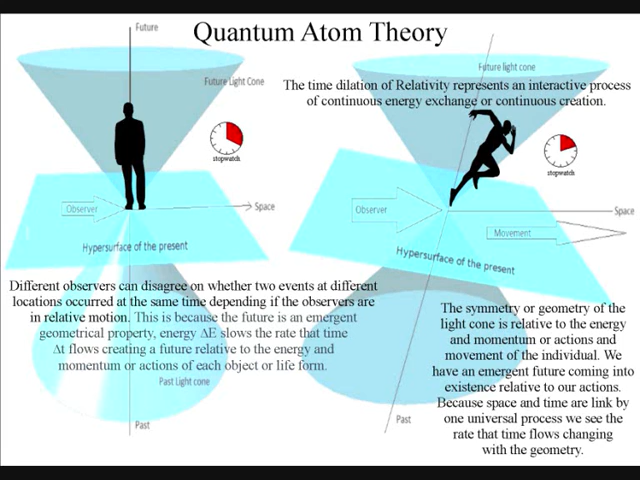 Quantum Atom Theory
Future
Future Light Cone
stopwatch
Observer
Space
Hypersurface of the present
Different observers can disagree on whether two events at different
locations occurred at the same time depending if the observers are
in relative motion. This is because the future is an emergent
geometrical property, energy ΔE slows the rate that time
Δt flows creating a future relative to the energy and
momentum or actions of each object or life form.
Past Light cone
Past
Future light cone
The time dilation of Relativity represents an interactive process
of continuous energy exchange or continuous creation.
stopwatch
Observer
Space
Movement
Hypersurface of the present
The symmetry or geometry of the
light cone is relative to the energy
and momentum or actions and
movement of the individual. We
have an emergent future coming into
existence relative to our actions.
Because space and time are link by
one universal process we see the
rate that time flows changing
with the geometry.
Past